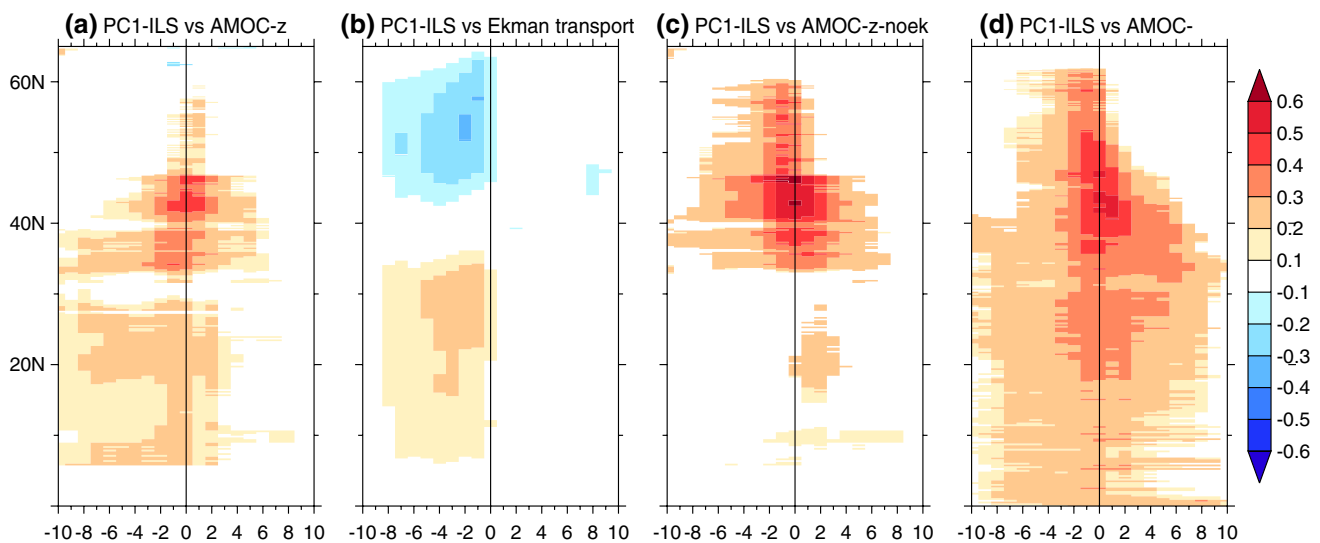 (a) PC1-ILS vs AMOC-z (b) PC1-ILS vs Ekman transport (c) PC1-ILS vs AMOC-z-noek (d) PC1-ILS vs AMOC-
60N
40N
20N
0.6
0.5
0.4
0.3
0.2
0.1
-0.1
-0.2
-0.3
-0.4
-0.5
-0.6
-10 -8 -6 -4 -2 0 2 4 6 8 10 -10 -8 -6 -4 -2 0 2 4 6 8 10 -10 -8 -6 -4 -2 0 2 4 6 8 10 -10 -8 -6 -4 -2 0 2 4 6 8 10